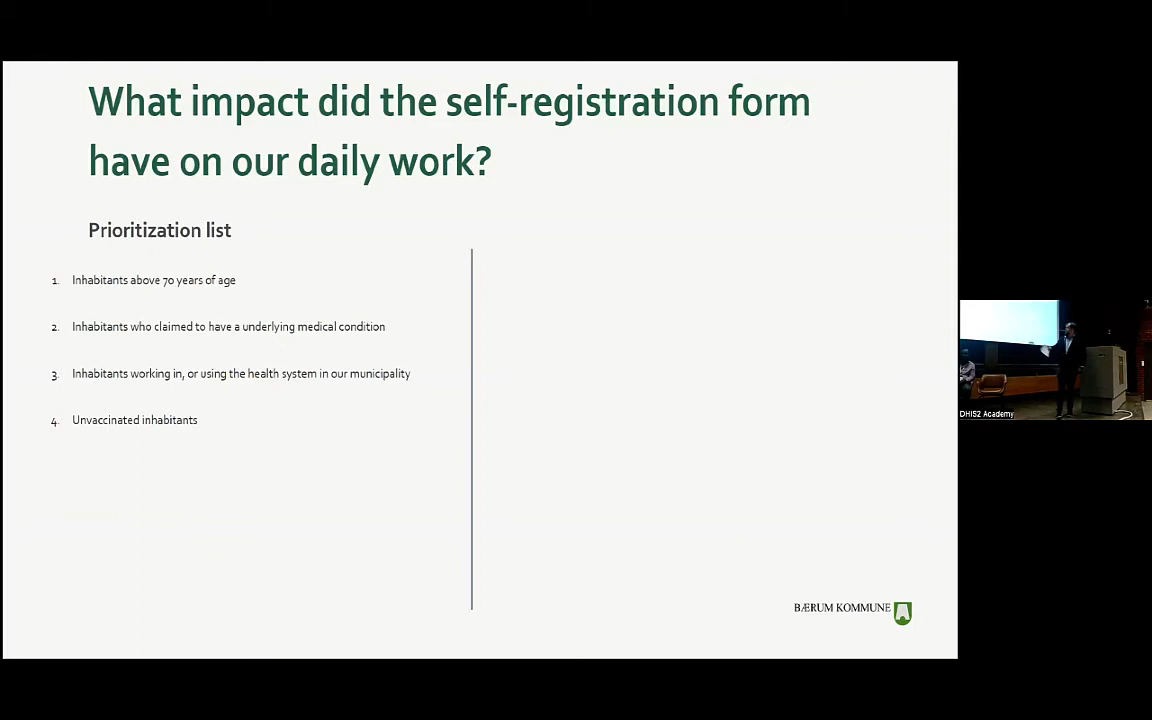 What impact did the self-registration form
have on our daily work?
Prioritization list
1. Inhabitants above 70 years of age
2. Inhabitants who claimed to have a underlying medical condition
3. Inhabitants working in, or using the health system in our municipality
4. Unvaccinated inhabitants
BÆRUM KOMMUNE
DHIS2 Academy